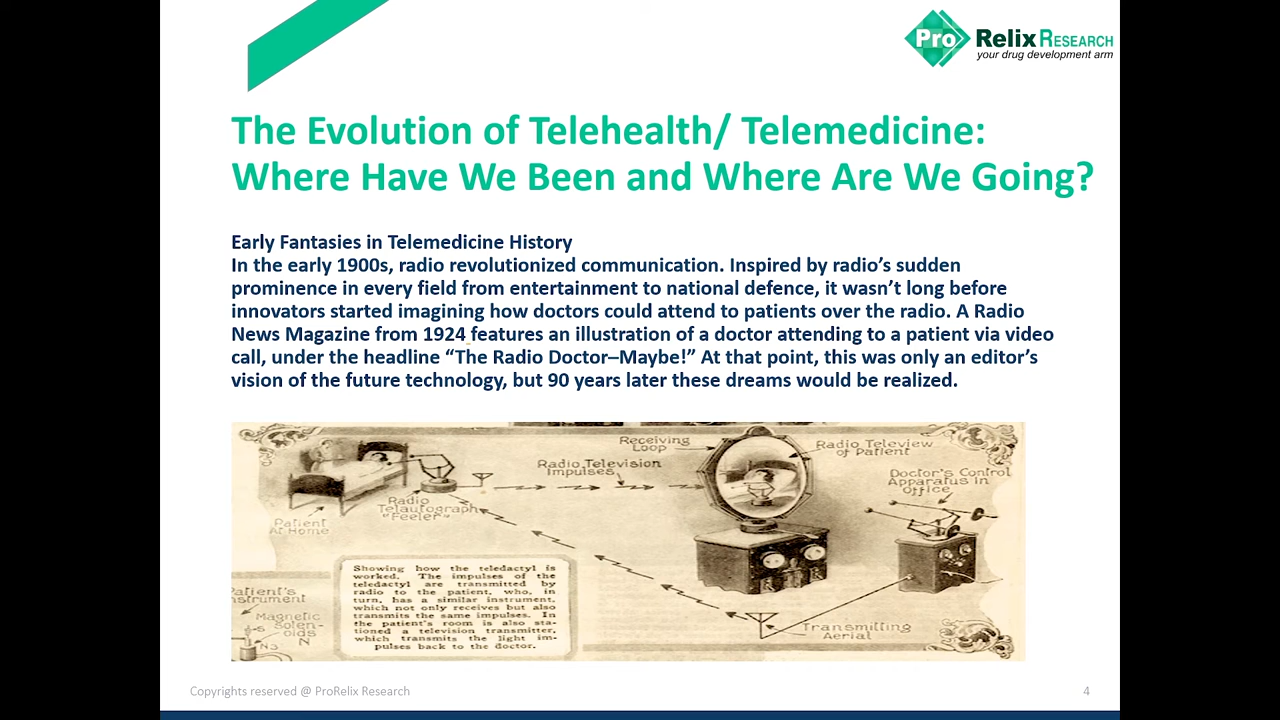 Pro Relix RESEARCH
your drug development arm
The Evolution of Telehealth/ Telemedicine:
Where Have We Been and Where Are We Going?
Early Fantasies in Telemedicine History
In the early 1900s, radio revolutionized communication. Inspired by radio’s sudden
prominence in every field from entertainment to national defence, it wasn’t long before
innovators started imagining how doctors could attend to patients over the radio. A Radio
News Magazine from 1924 features an illustration of a doctor attending to a patient via video
call, under the headline “The Radio Doctor–Maybe!” At that point, this was only an editor’s
vision of the future technology, but 90 years later these dreams would be realized.
Receiving
Loop
Radio Teleview
of Patient
Radio Television
Impulses
Doctor's Control
Apparatus in
Office
Radio
Telautograph
"Feeler"
Patient
At Home
Showing how the teledactyl is
worked. The impulses of the
teledactyl are transmitted by
radio to the patient, who, in
turn, has a similar instrument,
which not only receives but also
transmits the same impulses. In
the patient's room is also sta-
tioned a television transmitter,
which transmits the light im-
pulses back to the doctor.
Patient's
Instrument
Magnetic
Solen-
oids
S
N
N
S
Transmitting
Aerial
Copyrights reserved @ ProRelix Research
4